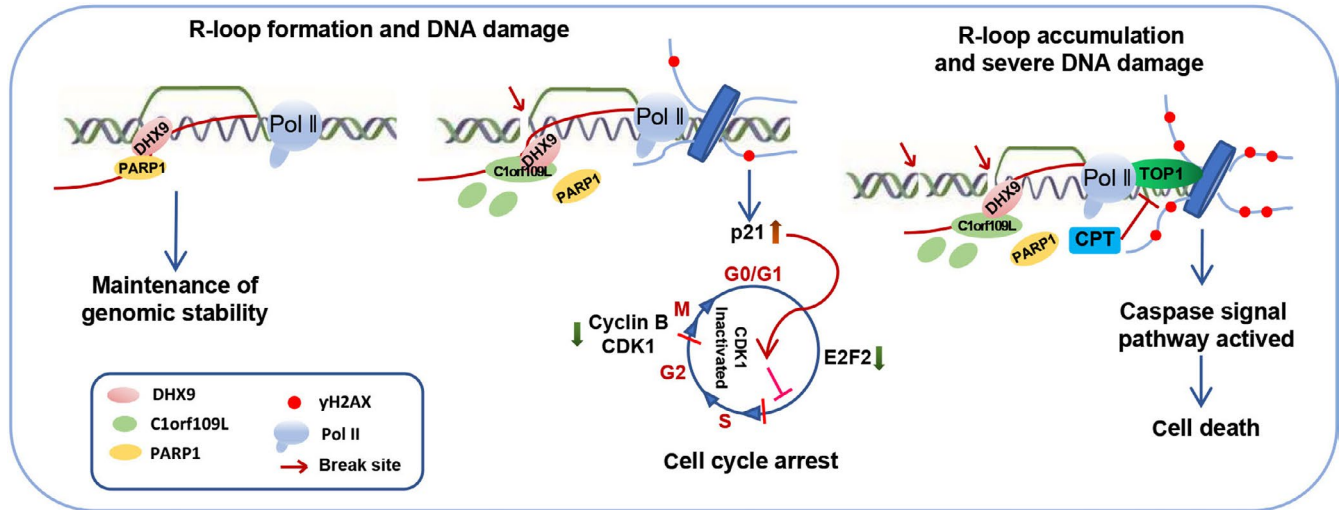 R-loop formation and DNA damage
R-loop accumulation
and severe DNA damage
DHX9
PARP1
Pol II
Maintenance of
genomic stability
DHX9
C1orf109L
PARP1
Pol II
p21
G0/G1
M
Cyclin B
CDK1
G2
S
CDK1
Inactivated
E2F2
Cell cycle arrest
DHX9
C1orf109L
PARP1
Pol II
TOP1
CPT
Caspase signal
pathway actived
Cell death
DHX9
C1orf109L
PARP1
yH2AX
Pol II
Break site